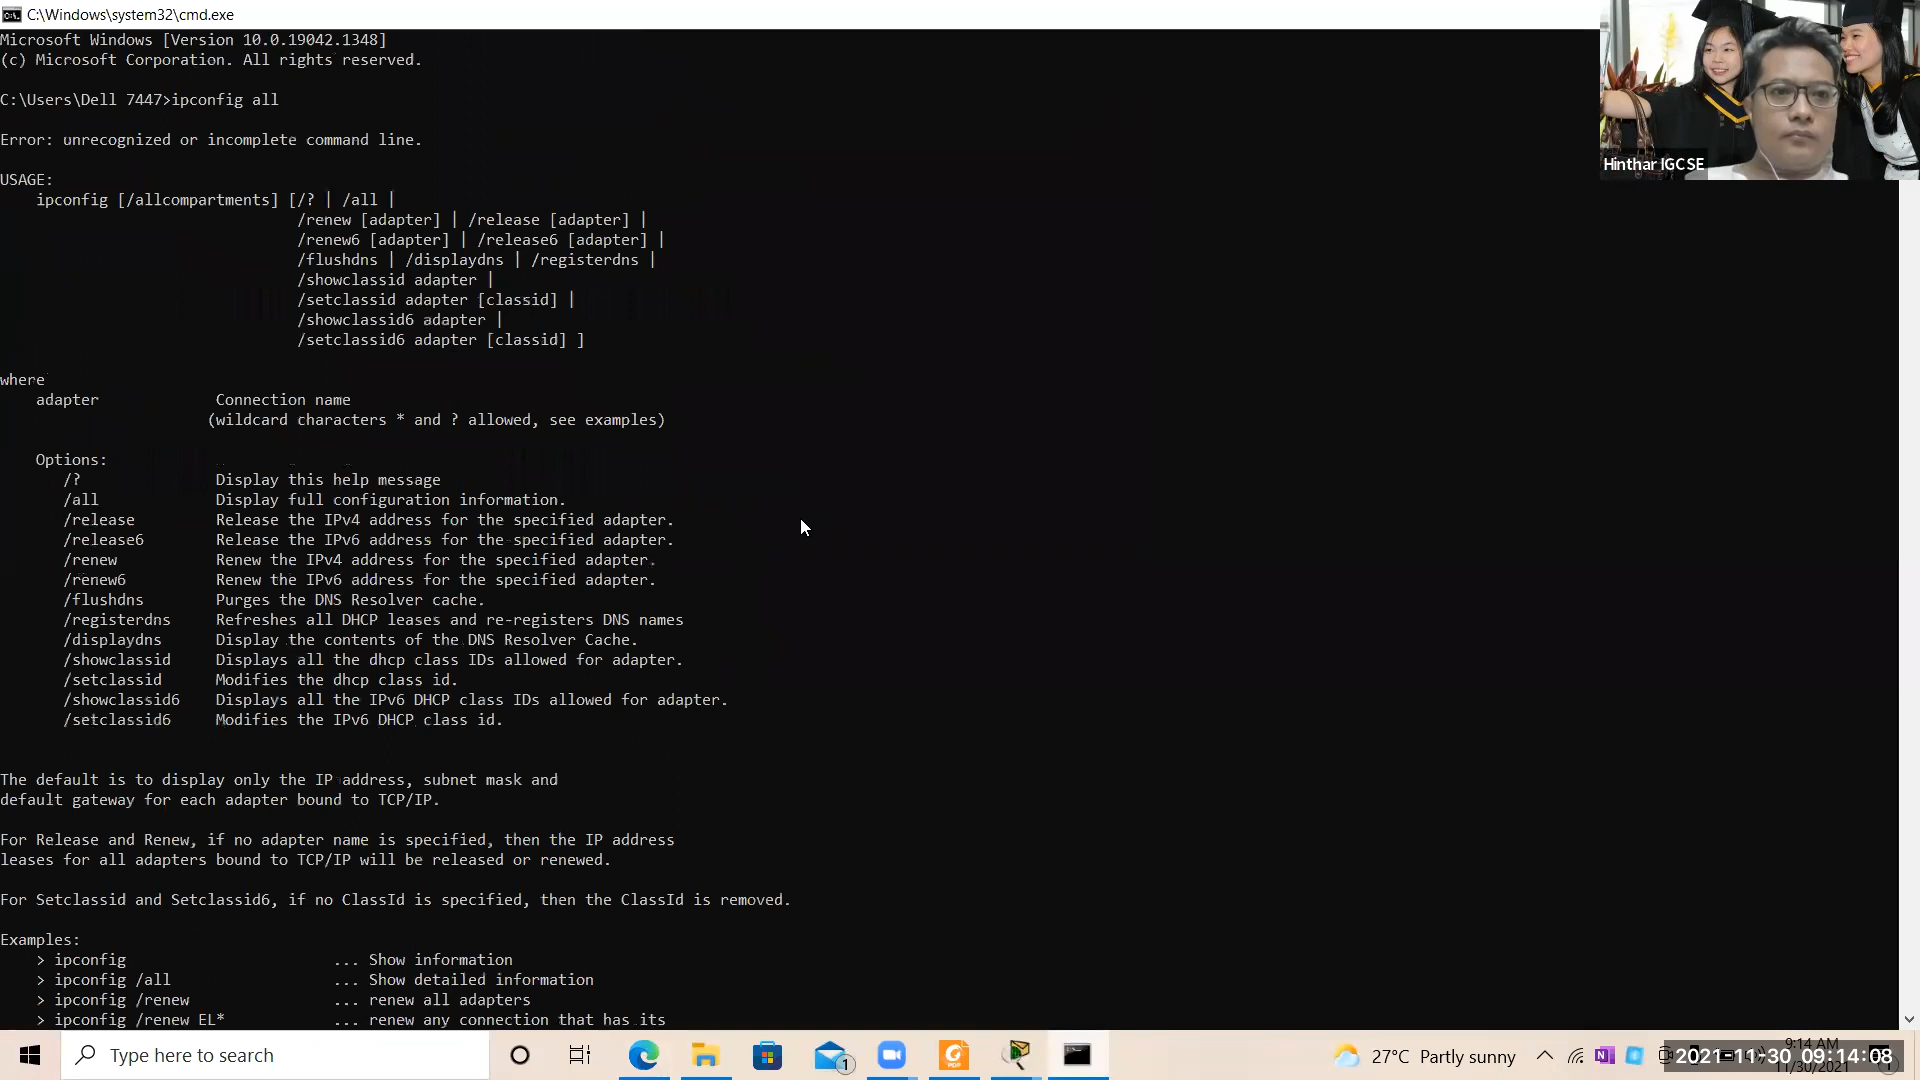 C:\Windows\system32\cmd.exe
Microsoft Windows [Version 10.0.19042.1348]
(c) Microsoft Corporation. All rights reserved.
C:\Users\Dell 7447>ipconfig all
Error: unrecognized or incomplete command line.
USAGE:
ipconfig [/allcompartments] [/? | /all |
/renew [adapter] | /release [adapter] |
/renew6 [adapter] | /release6 [adapter] |
/flushdns | /displaydns | /registerdns |
/showclassid adapter |
/setclassid adapter [classid] |
/showclassid6 adapter |
/setclassid6 adapter [classid] ]
where
adapter Connection name
(wildcard characters * and ? allowed, see examples)
Options:
/? Display this help message
/all Display full configuration information.
/release Release the IPv4 address for the specified adapter.
/release6 Release the IPv6 address for the specified adapter.
/renew Renew the IPv4 address for the specified adapter.
/renew6 Renew the IPv6 address for the specified adapter.
/flushdns Purges the DNS Resolver cache.
/registerdns Refreshes all DHCP leases and re-registers DNS names
/displaydns Display the contents of the DNS Resolver Cache.
/showclassid Displays all the dhcp class IDs allowed for adapter.
/setclassid Modifies the dhcp class id.
/showclassid6 Displays all the IPv6 DHCP class IDs allowed for adapter.
/setclassid6 Modifies the IPv6 DHCP class id.
The default is to display only the IP address, subnet mask and
default gateway for each adapter bound to TCP/IP.
For Release and Renew, if no adapter name is specified, then the IP address
leases for all adapters bound to TCP/IP will be released or renewed.
For Setclassid and Setclassid6, if no ClassId is specified, then the ClassId is removed.
Examples:
> ipconfig ... Show information
> ipconfig /all ... Show detailed information
> ipconfig /renew ... renew all adapters
> ipconfig /renew EL* ... renew any connection that has its
Hinthar IGCSE
Type here to search
1
27°C Partly sunny
9:14 AM
2021-11-30 09:14:08
11/30/2021